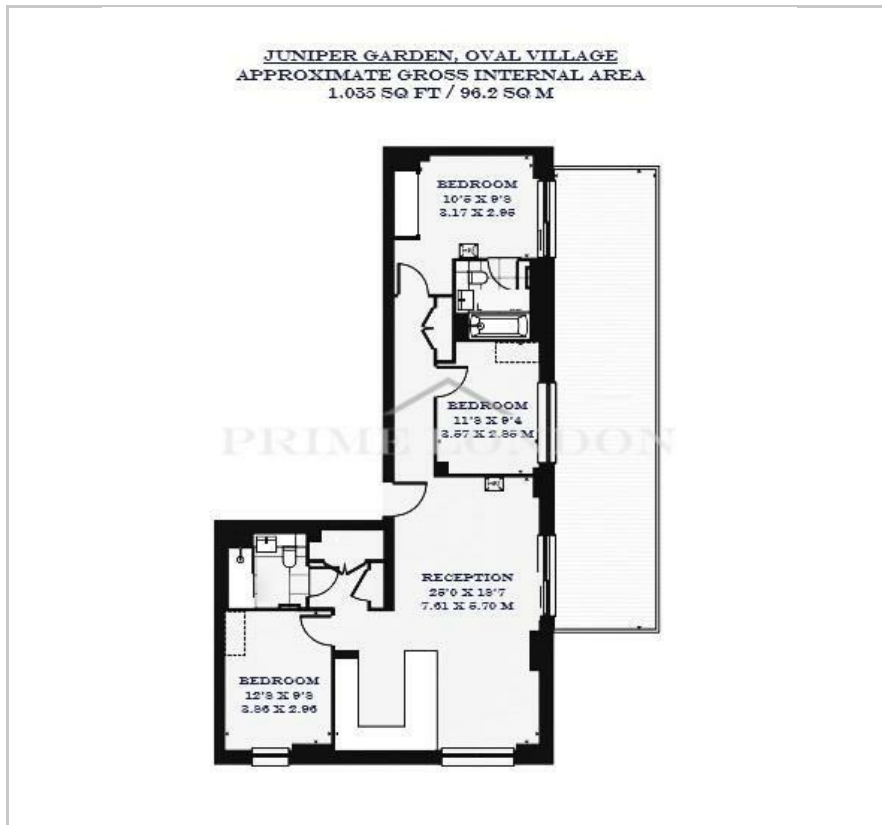 JUNIPER GARDEN, OVAL VILLAGE
APPROXIMATE GROSS INTERNAL AREA
1.035 SQ FT / 96.2 SQ M
BEDROOM
10'5 X 9'8
3.17 X 2.95
BEDROOM
11'8 X 9'4
3.57 X 2.85 M
PRIME LONDON
RECEPTION
25'0 X 18'7
7.61 X 5.70 M
BEDROOM
12'8 X 9'8
3.86 X 2.96